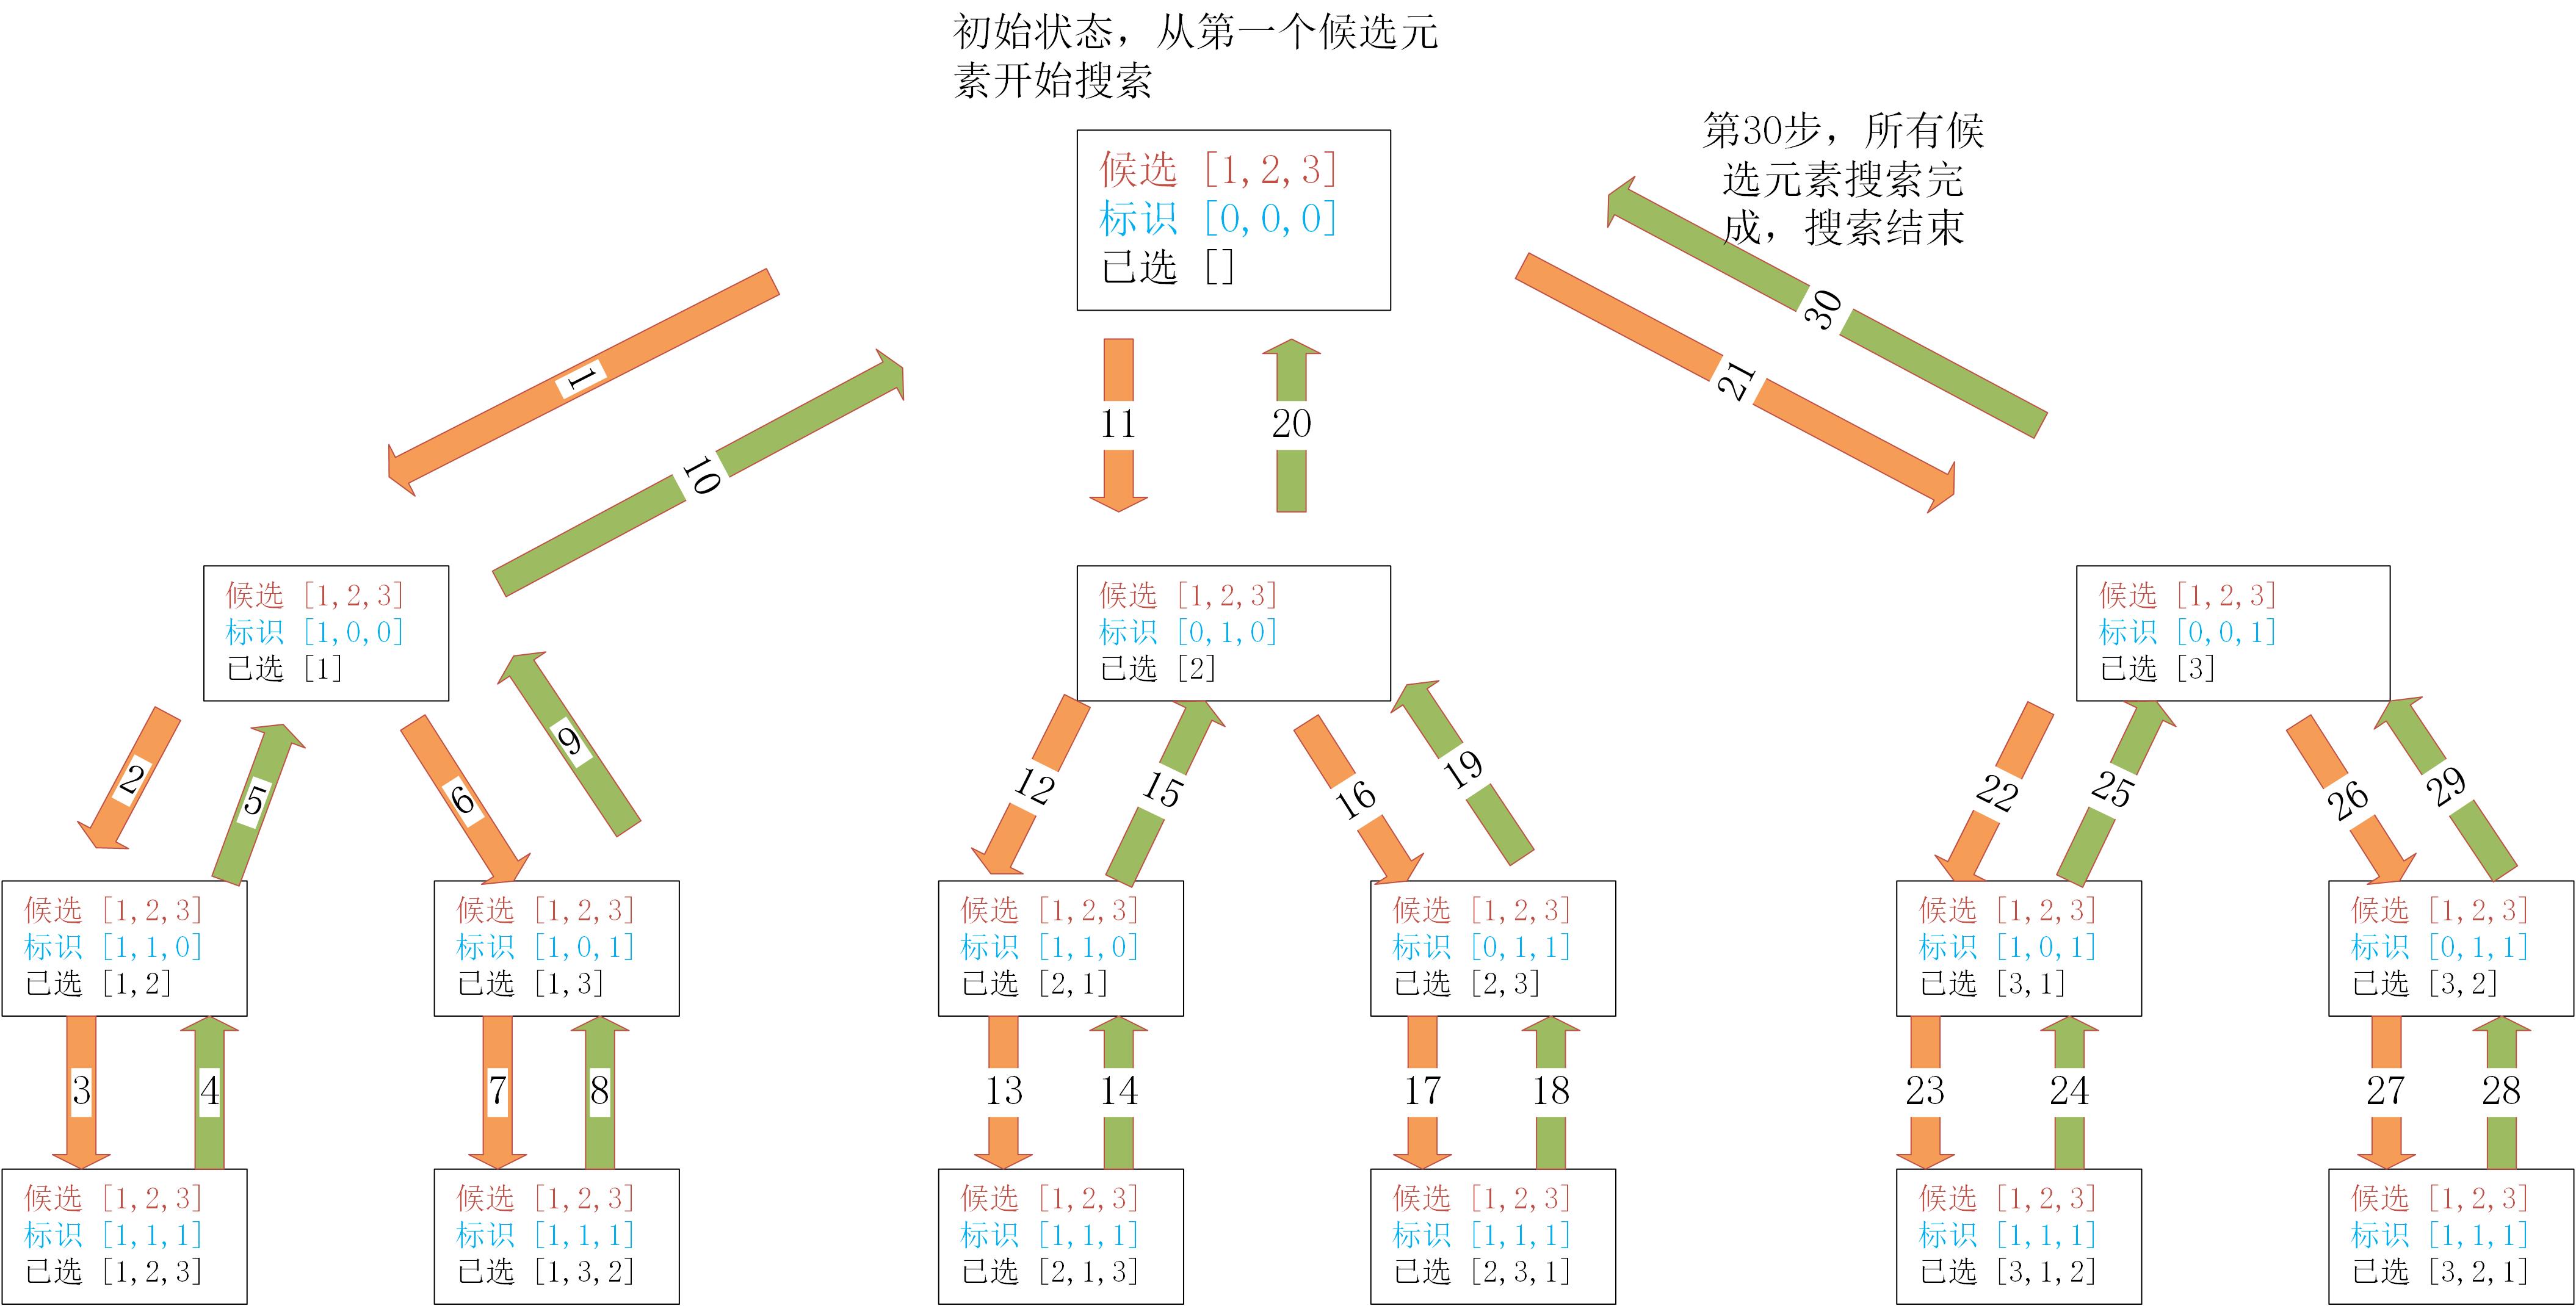 初始状态，从第一个候选元
素开始搜索
第30步，所有候
选元素搜索完
成，搜索结束
候选 [1,2,3]
标识 [0,0,0]
已选 []
1
10
11
20
21
30
候选 [1,2,3]
标识 [1,0,0]
已选 [1]
候选 [1,2,3]
标识 [0,1,0]
已选 [2]
候选 [1,2,3]
标识 [0,0,1]
已选 [3]
2
5
6
9
12
15
16
19
22
25
26
29
候选 [1,2,3]
标识 [1,1,0]
已选 [1,2]
候选 [1,2,3]
标识 [1,0,1]
已选 [1,3]
候选 [1,2,3]
标识 [1,1,0]
已选 [2,1]
候选 [1,2,3]
标识 [0,1,1]
已选 [2,3]
候选 [1,2,3]
标识 [1,0,1]
已选 [3,1]
候选 [1,2,3]
标识 [0,1,1]
已选 [3,2]
3
4
7
8
13
14
17
18
23
24
27
28
候选 [1,2,3]
标识 [1,1,1]
已选 [1,2,3]
候选 [1,2,3]
标识 [1,1,1]
已选 [1,3,2]
候选 [1,2,3]
标识 [1,1,1]
已选 [2,1,3]
候选 [1,2,3]
标识 [1,1,1]
已选 [2,3,1]
候选 [1,2,3]
标识 [1,1,1]
已选 [3,1,2]
候选 [1,2,3]
标识 [1,1,1]
已选 [3,2,1]